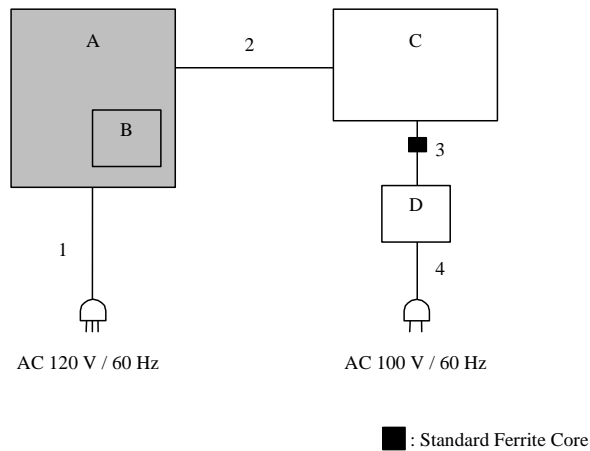 A
2
C
B
3
D
1
4
AC 120 V / 60 Hz
AC 100 V / 60 Hz
: Standard Ferrite Core